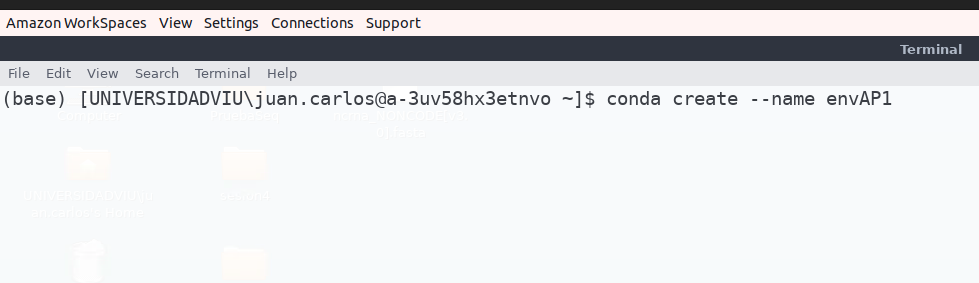 Amazon WorkSpaces View Settings Connections Support
Terminal
File Edit View Search Terminal Help
(base) [UNIVERSIDADVIU\juan.carlos@a-3uv58hx3etnvo ~]$ conda create --name envAP1
Computer